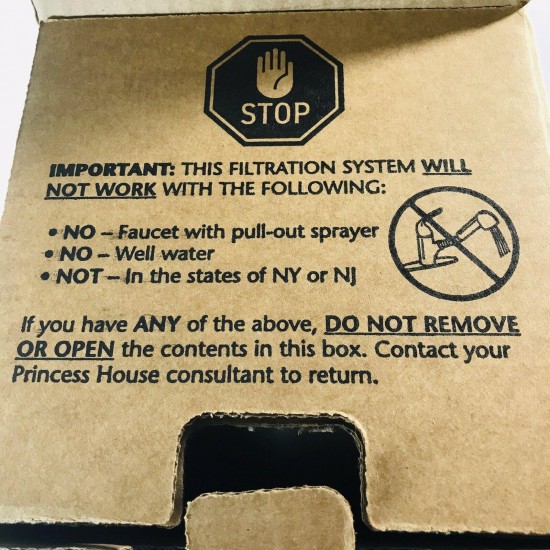 STOP
IMPORTANT: THIS FILTRATION SYSTEM WILL
NOT WORK WITH THE FOLLOWING:
• NO – Faucet with pull-out sprayer
• NO – Well water
• NOT – In the states of NY or NJ
If you have ANY of the above, DO NOT REMOVE
OR OPEN the contents in this box. Contact your
Princess House consultant to return.